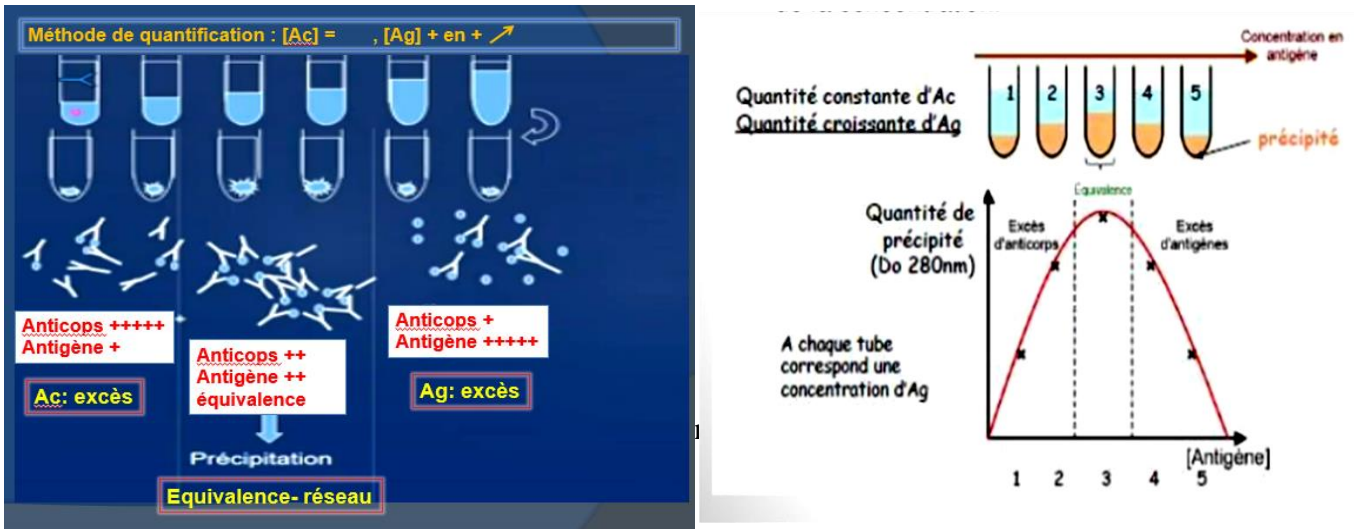 Méthode de quantification : [Ac] = , [Ag] + en +
Anticops +++++
Antigène +
Anticops ++
Antigène ++
équivalence
Anticops +
Antigène +++++
Ac: excès
Ag: excès
Précipitation
Equivalence- réseau
Concentration en
antigène
Quantité constante d'Ac
Quantité croissante d'Ag
1 2 3 4 5
précipité
Equivalence
Quantité de
précipité
(Do 280nm)
Excès
d'anticorps
Excès
d'antigènes
A chaque tube
correspond une
concentration d'Ag
[Antigène]
1 2 3 4 5